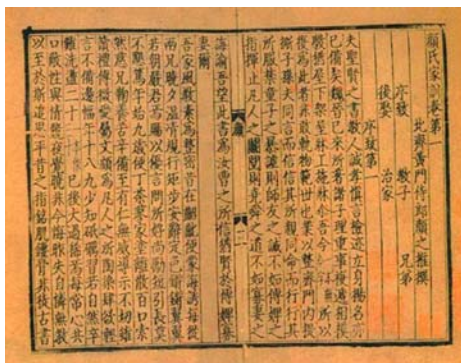 顏氏家訓卷第一
北齊黃門侍郎顏之推撰
序致 教子 兄弟
後娶 治家
序致第一
夫聖賢之書教人誠孝慎言檢迹立身揚名亦
已備矣魏晉已來所著諸子理重事複遞相摸
斆猶屋下架屋牀上施牀爾吾今所以
復為此者非敢軌物範世也業以整齊門內提
撕子孫夫同言而信信其所親同命而行行其
所服禁童子之暴謔則師友之誡不如傅婢之
指揮止凡人之鬭鬩則堯舜之道不如寡妻之
誨諭吾望此書為汝曹之所信猶賢於傅婢寡
妻爾
吾家風教素為整密昔在齠齔便蒙誨誘每從
兩兄曉夕溫凊規行矩步安辭定色鏘鏘翼翼
若朝嚴君焉賜以優言問所好尚勵短引長莫
不懇篤年始九歲便丁荼蓼家塗離散百口索
然慈兄鞠養苦辛備至有仁無威導示不切雖
讀禮傳微愛屬文頗為凡人之所陶染肆欲輕
言不備邊幅年十八九少知砥礪習若自然卒
難洗盪二十已後大過稀焉每常心共
口敵性與情競夜覺曉非今悔昨失自憐無教
以至於斯追思平昔之指銘肌鏤骨非徒古書